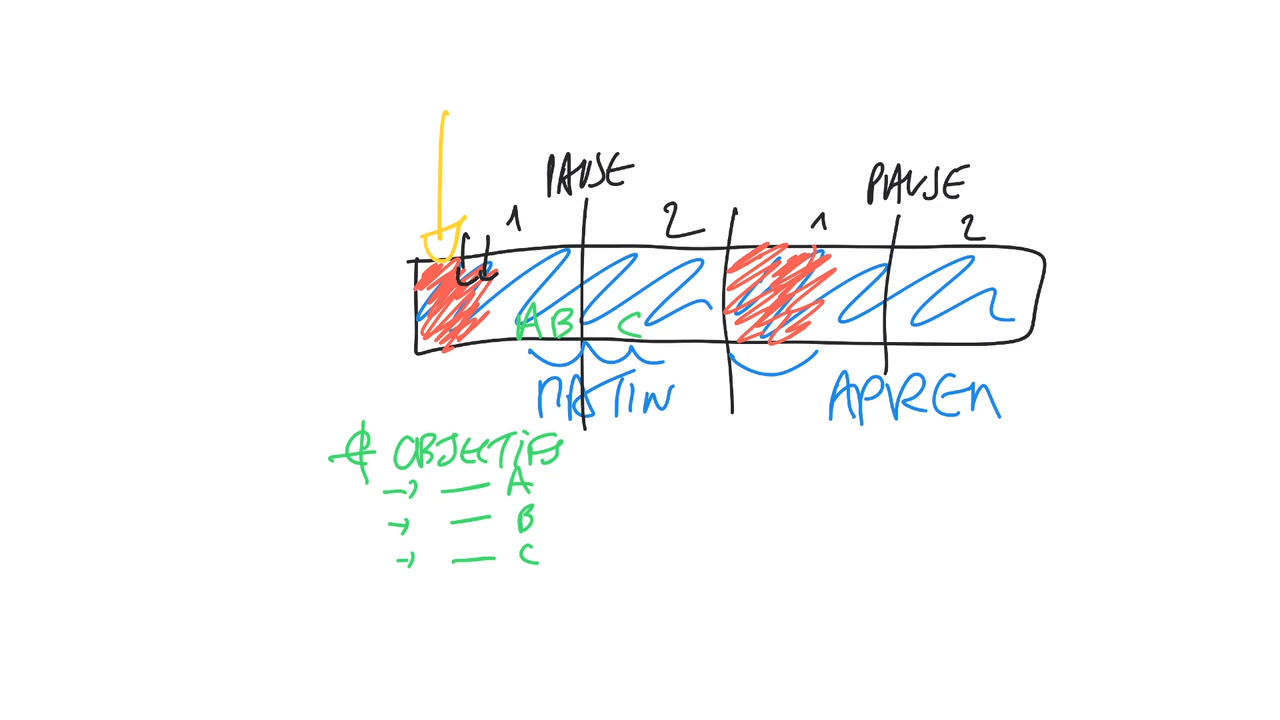 PAUSE PAUSE
1 2 1 2
A B C
MATIN APREM
OBJECTIFS
→ — A
→ — B
→ — C